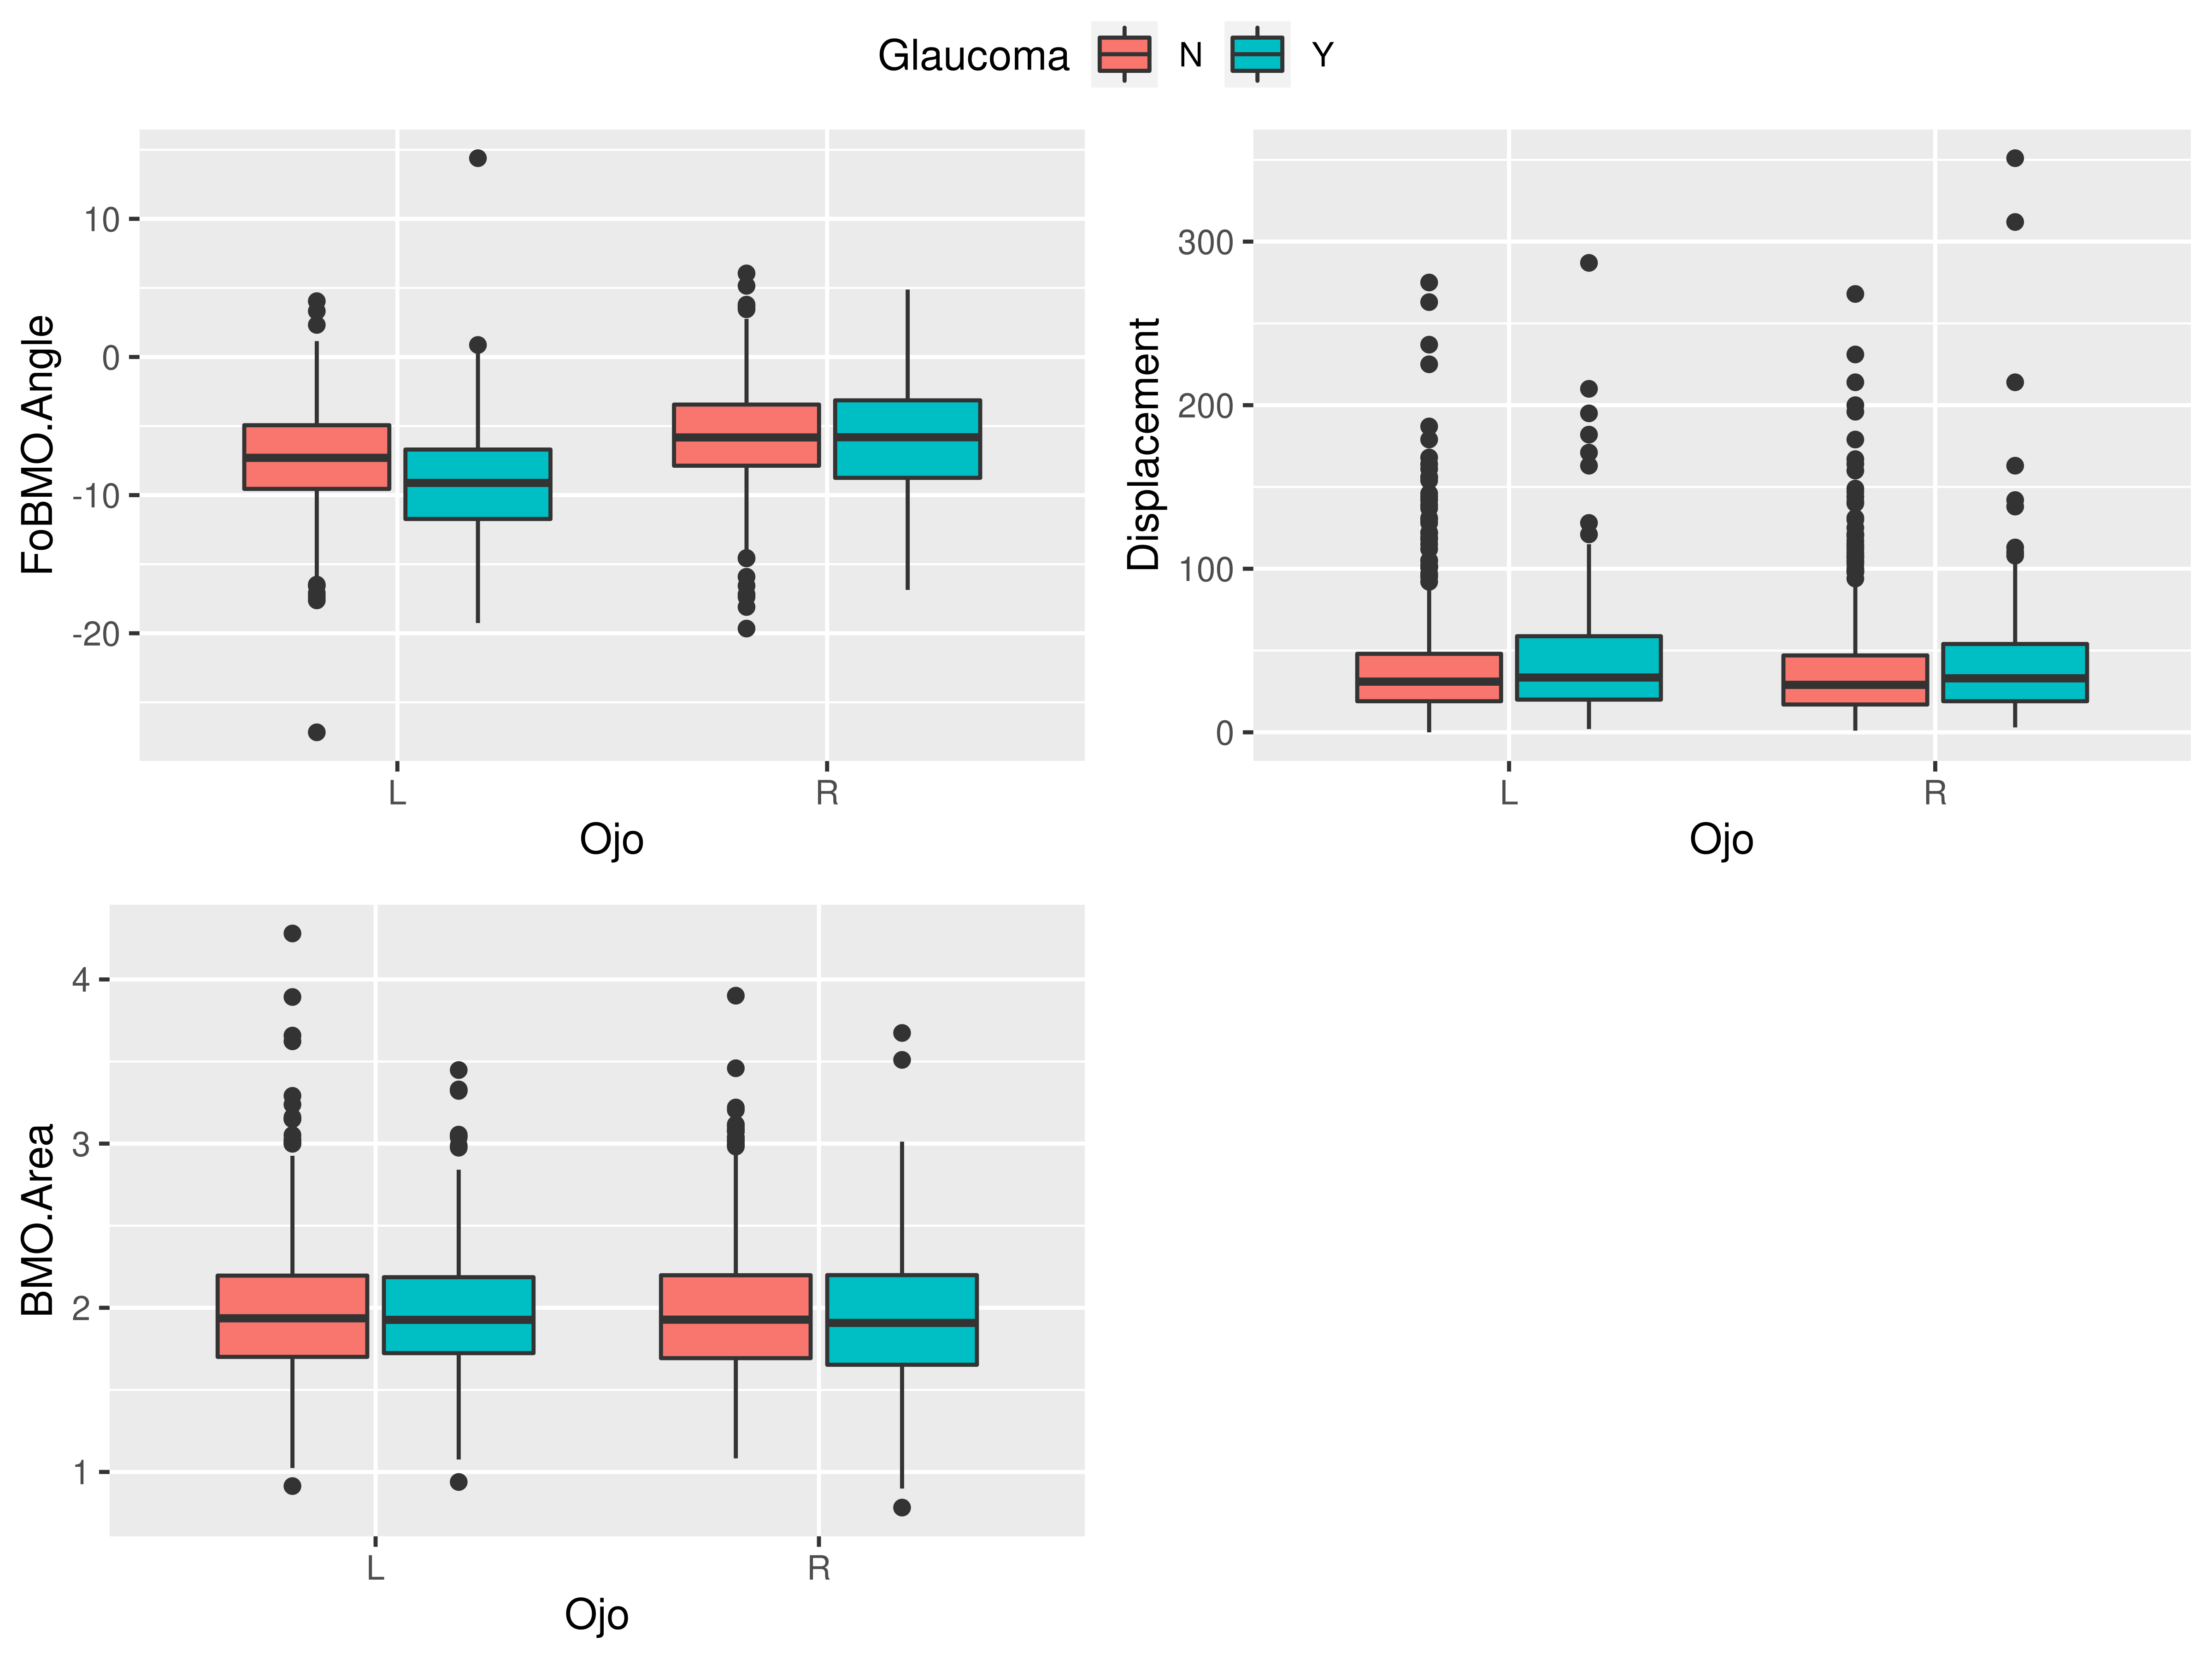 Glaucoma N Y
FoBMO.Angle
10
0
-10
-20
L R
Ojo
Displacement
300
200
100
0
L R
Ojo
BMO.Area
4
3
2
1
L R
Ojo